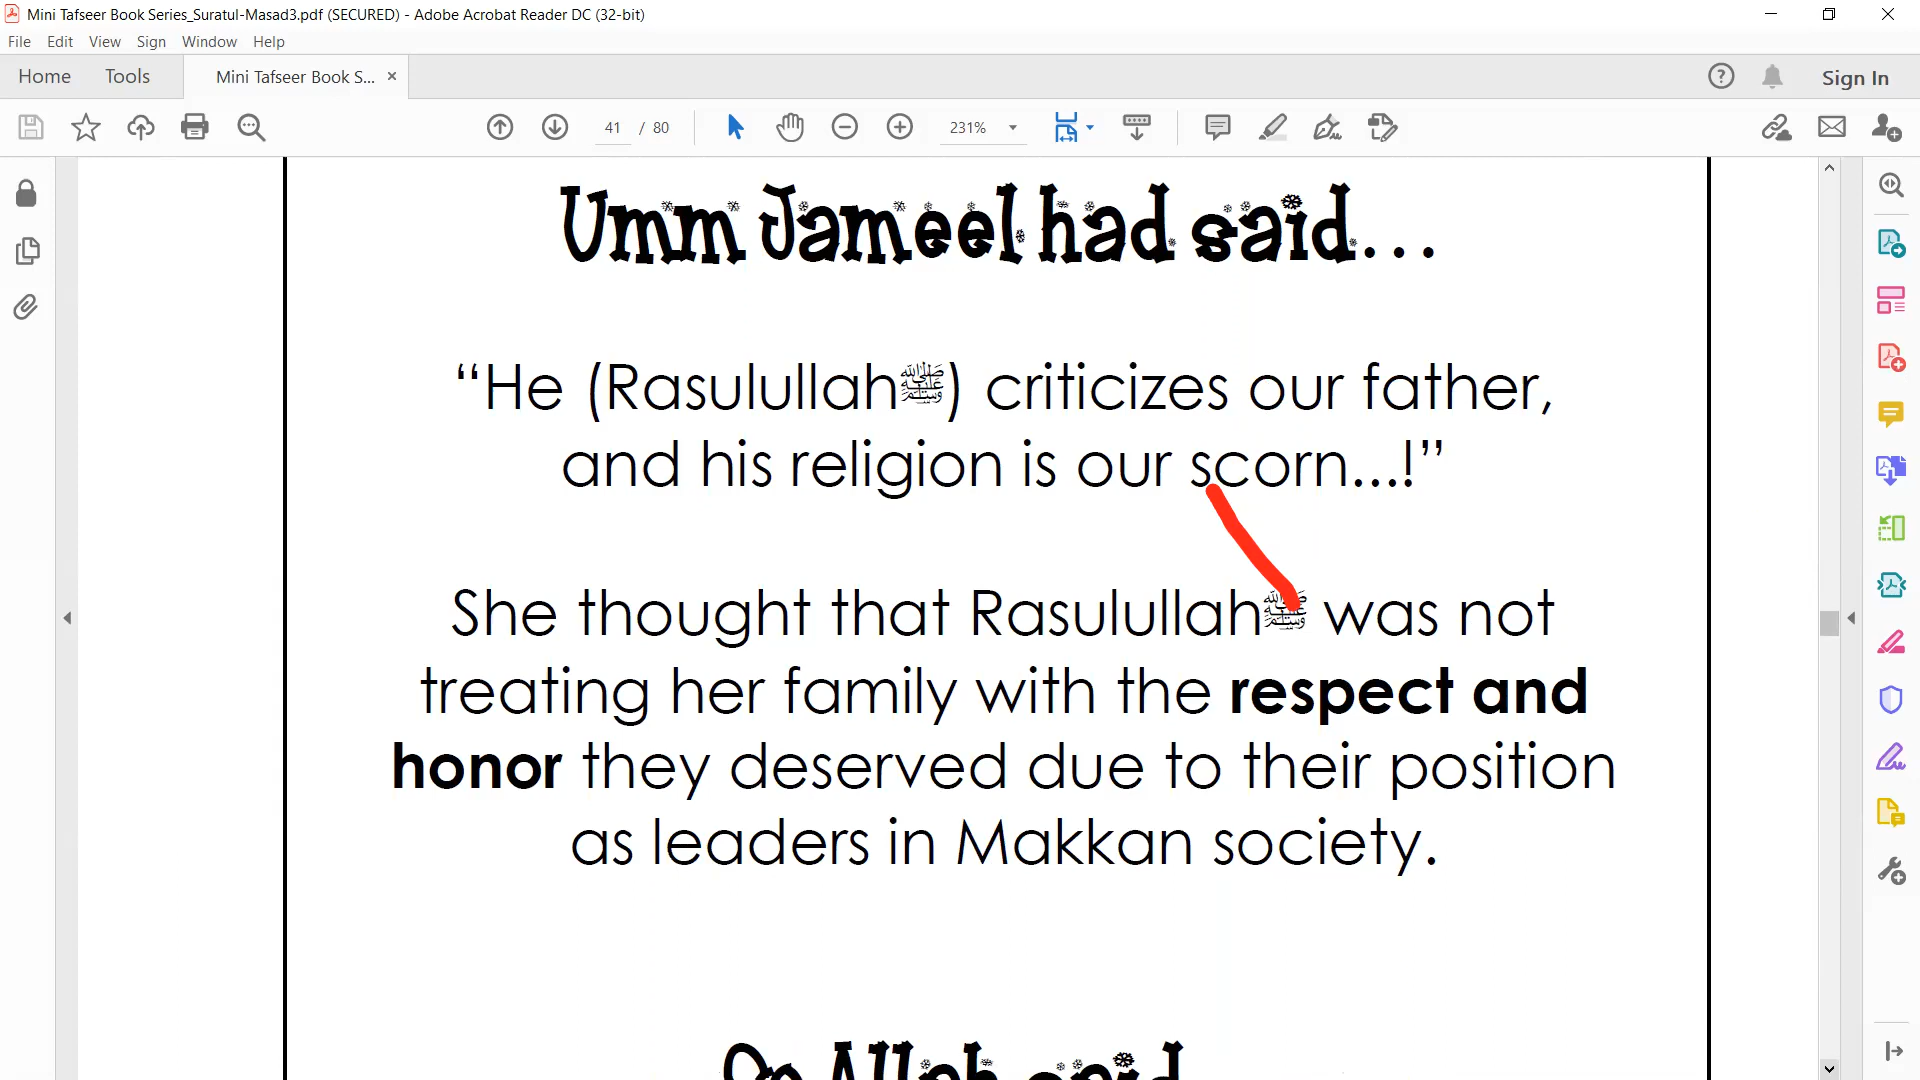 Mini Tafseer Book Series_Suratul-Masad3.pdf (SECURED) - Adobe Acrobat Reader DC (32-bit)
File Edit View Sign Window Help
Home Tools Mini Tafseer Book S... × Sign In
41 / 80 231%
Umm Jameel had said...
“He (Rasulullahﷺ) criticizes our father,
and his religion is our scorn...!”
She thought that Rasulullahﷺ was not
treating her family with the respect and
honor they deserved due to their position
as leaders in Makkan society.
So Allah said